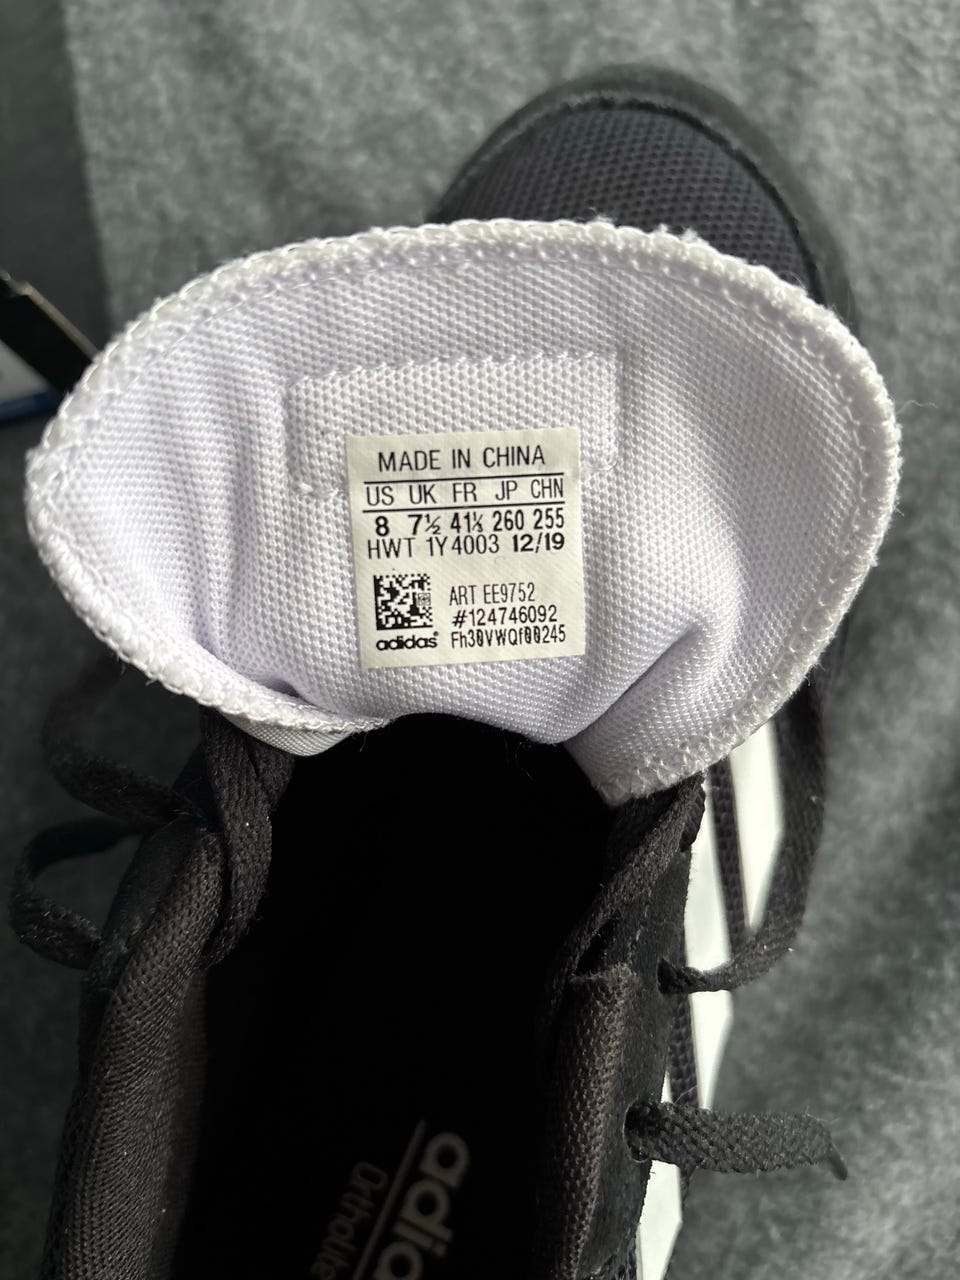 MADE IN CHINA
US UK FR JP CHN
8 7½ 41⅓ 260 255
HWT 1Y4003 12/19
ART EE9752
#124746092
adidas Fh30VWQf00245
adidas
Ortholite